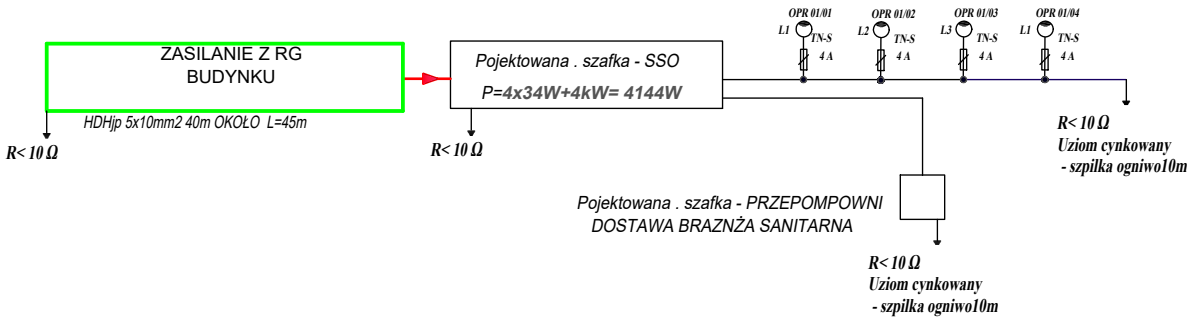 OPR 01/01 OPR 01/02 OPR 01/03 OPR 01/04
L1 L2 L3 L1
TN-S TN-S TN-S TN-S
4 A 4 A 4 A 4 A
ZASILANIE Z RG
BUDYNKU
HDHjp 5x10mm2 40m OKOŁO L=45m
R< 10 Ω
Pojektowana . szafka - SSO
P=4x34W+4kW= 4144W
R< 10 Ω
R< 10 Ω
Uziom cynkowany
- szpilka ogniwo10m
Pojektowana . szafka - PRZEPOMPOWNI
DOSTAWA BRAZNŻA SANITARNA
R< 10 Ω
Uziom cynkowany
- szpilka ogniwo10m